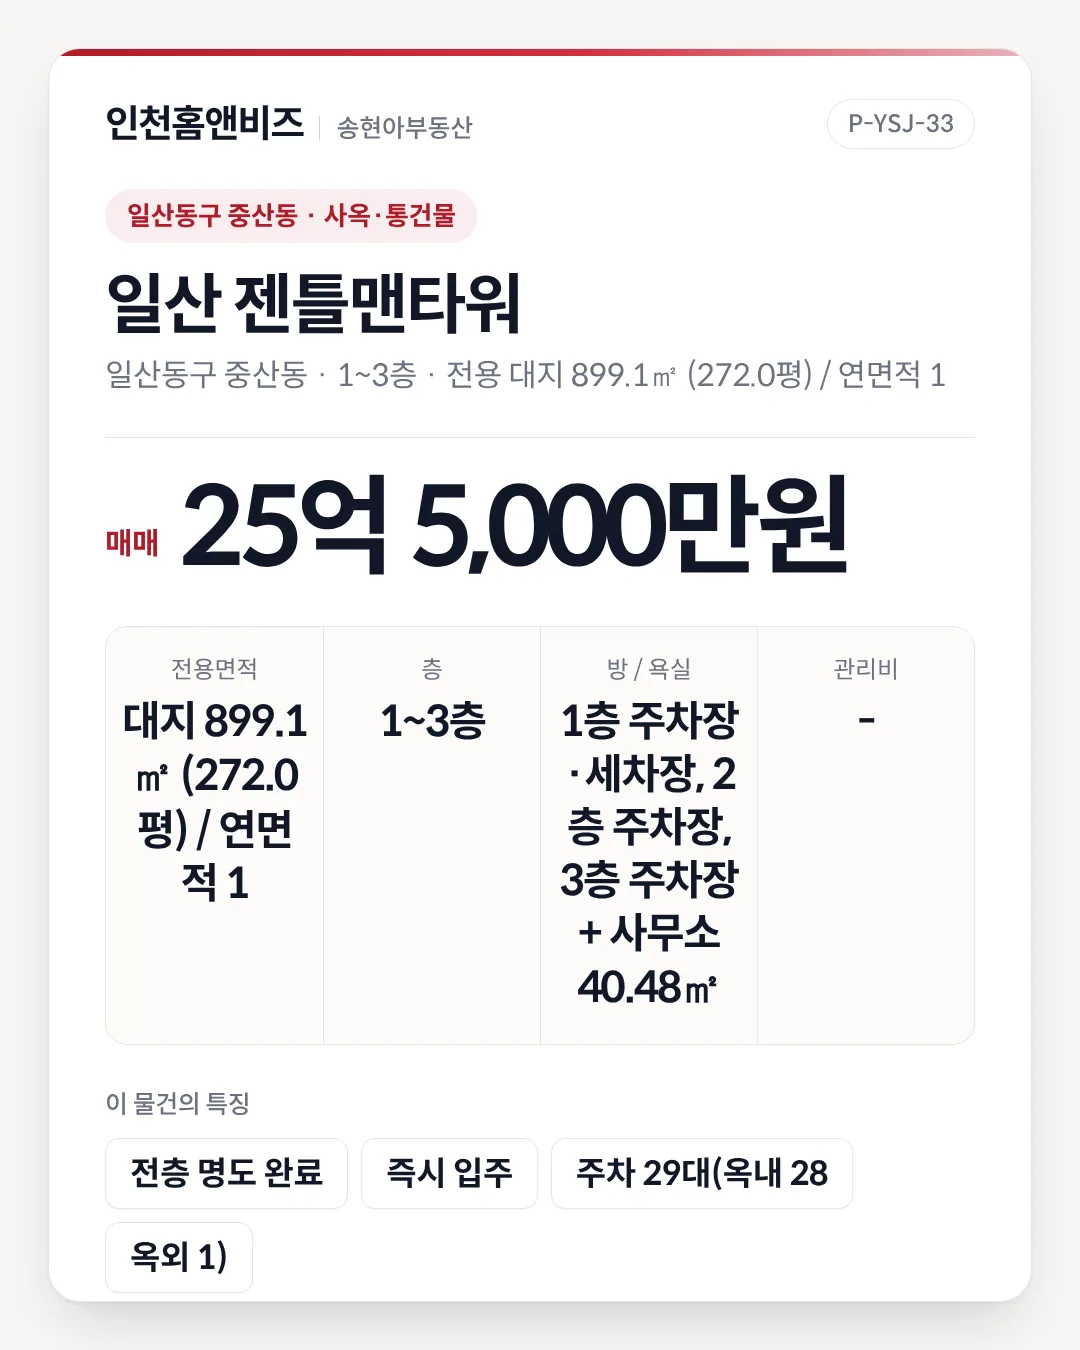 인천홈앤비즈 송현아부동산 P-YSJ-33
일산동구 중산동 · 사옥·통건물
일산 젠틀맨타워
일산동구 중산동 · 1~3층 · 전용 대지 899.1㎡ (272.0평) / 연면적 1
매매 25억 5,000만원
전용면적
대지 899.1
㎡ (272.0
평) / 연면
적 1
층
1~3층
방 / 욕실
1층 주차장
·세차장, 2
층 주차장,
3층 주차장
+ 사무소
40.48㎡
관리비
-
이 물건의 특징
전층 명도 완료
즉시 입주
주차 29대(옥내 28
옥외 1)